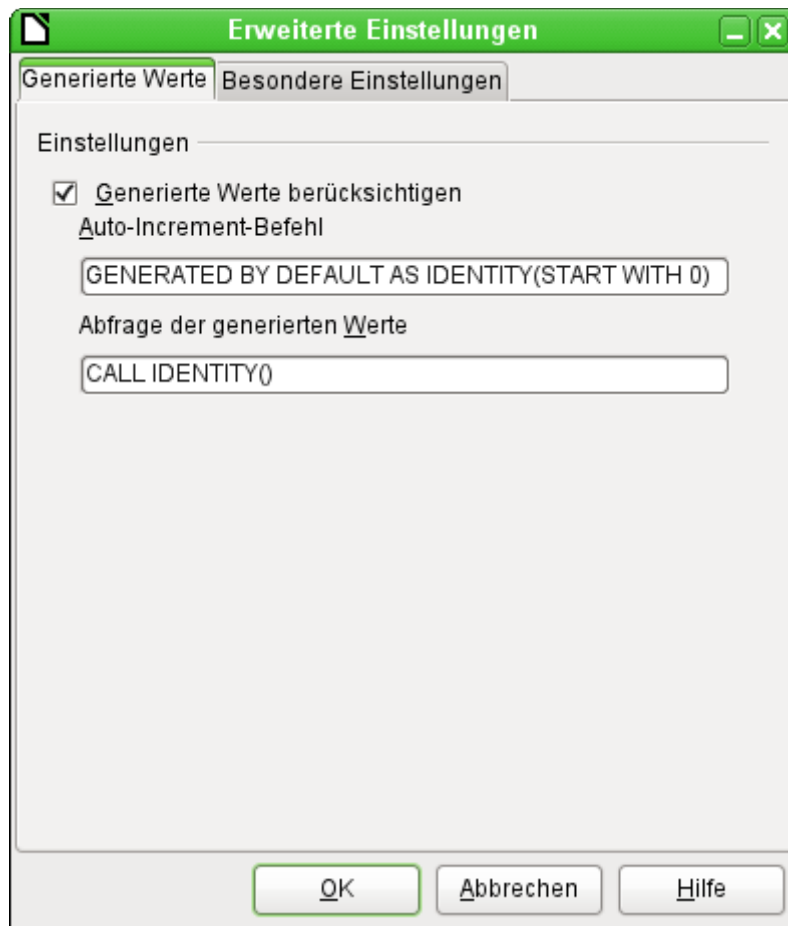 Erweiterte Einstellungen
Generierte Werte Besondere Einstellungen
Einstellungen
Generierte Werte berücksichtigen
Auto-Increment-Befehl
GENERATED BY DEFAULT AS IDENTITY(START WITH 0)
Abfrage der generierten Werte
CALL IDENTITY()
OK Abbrechen Hilfe